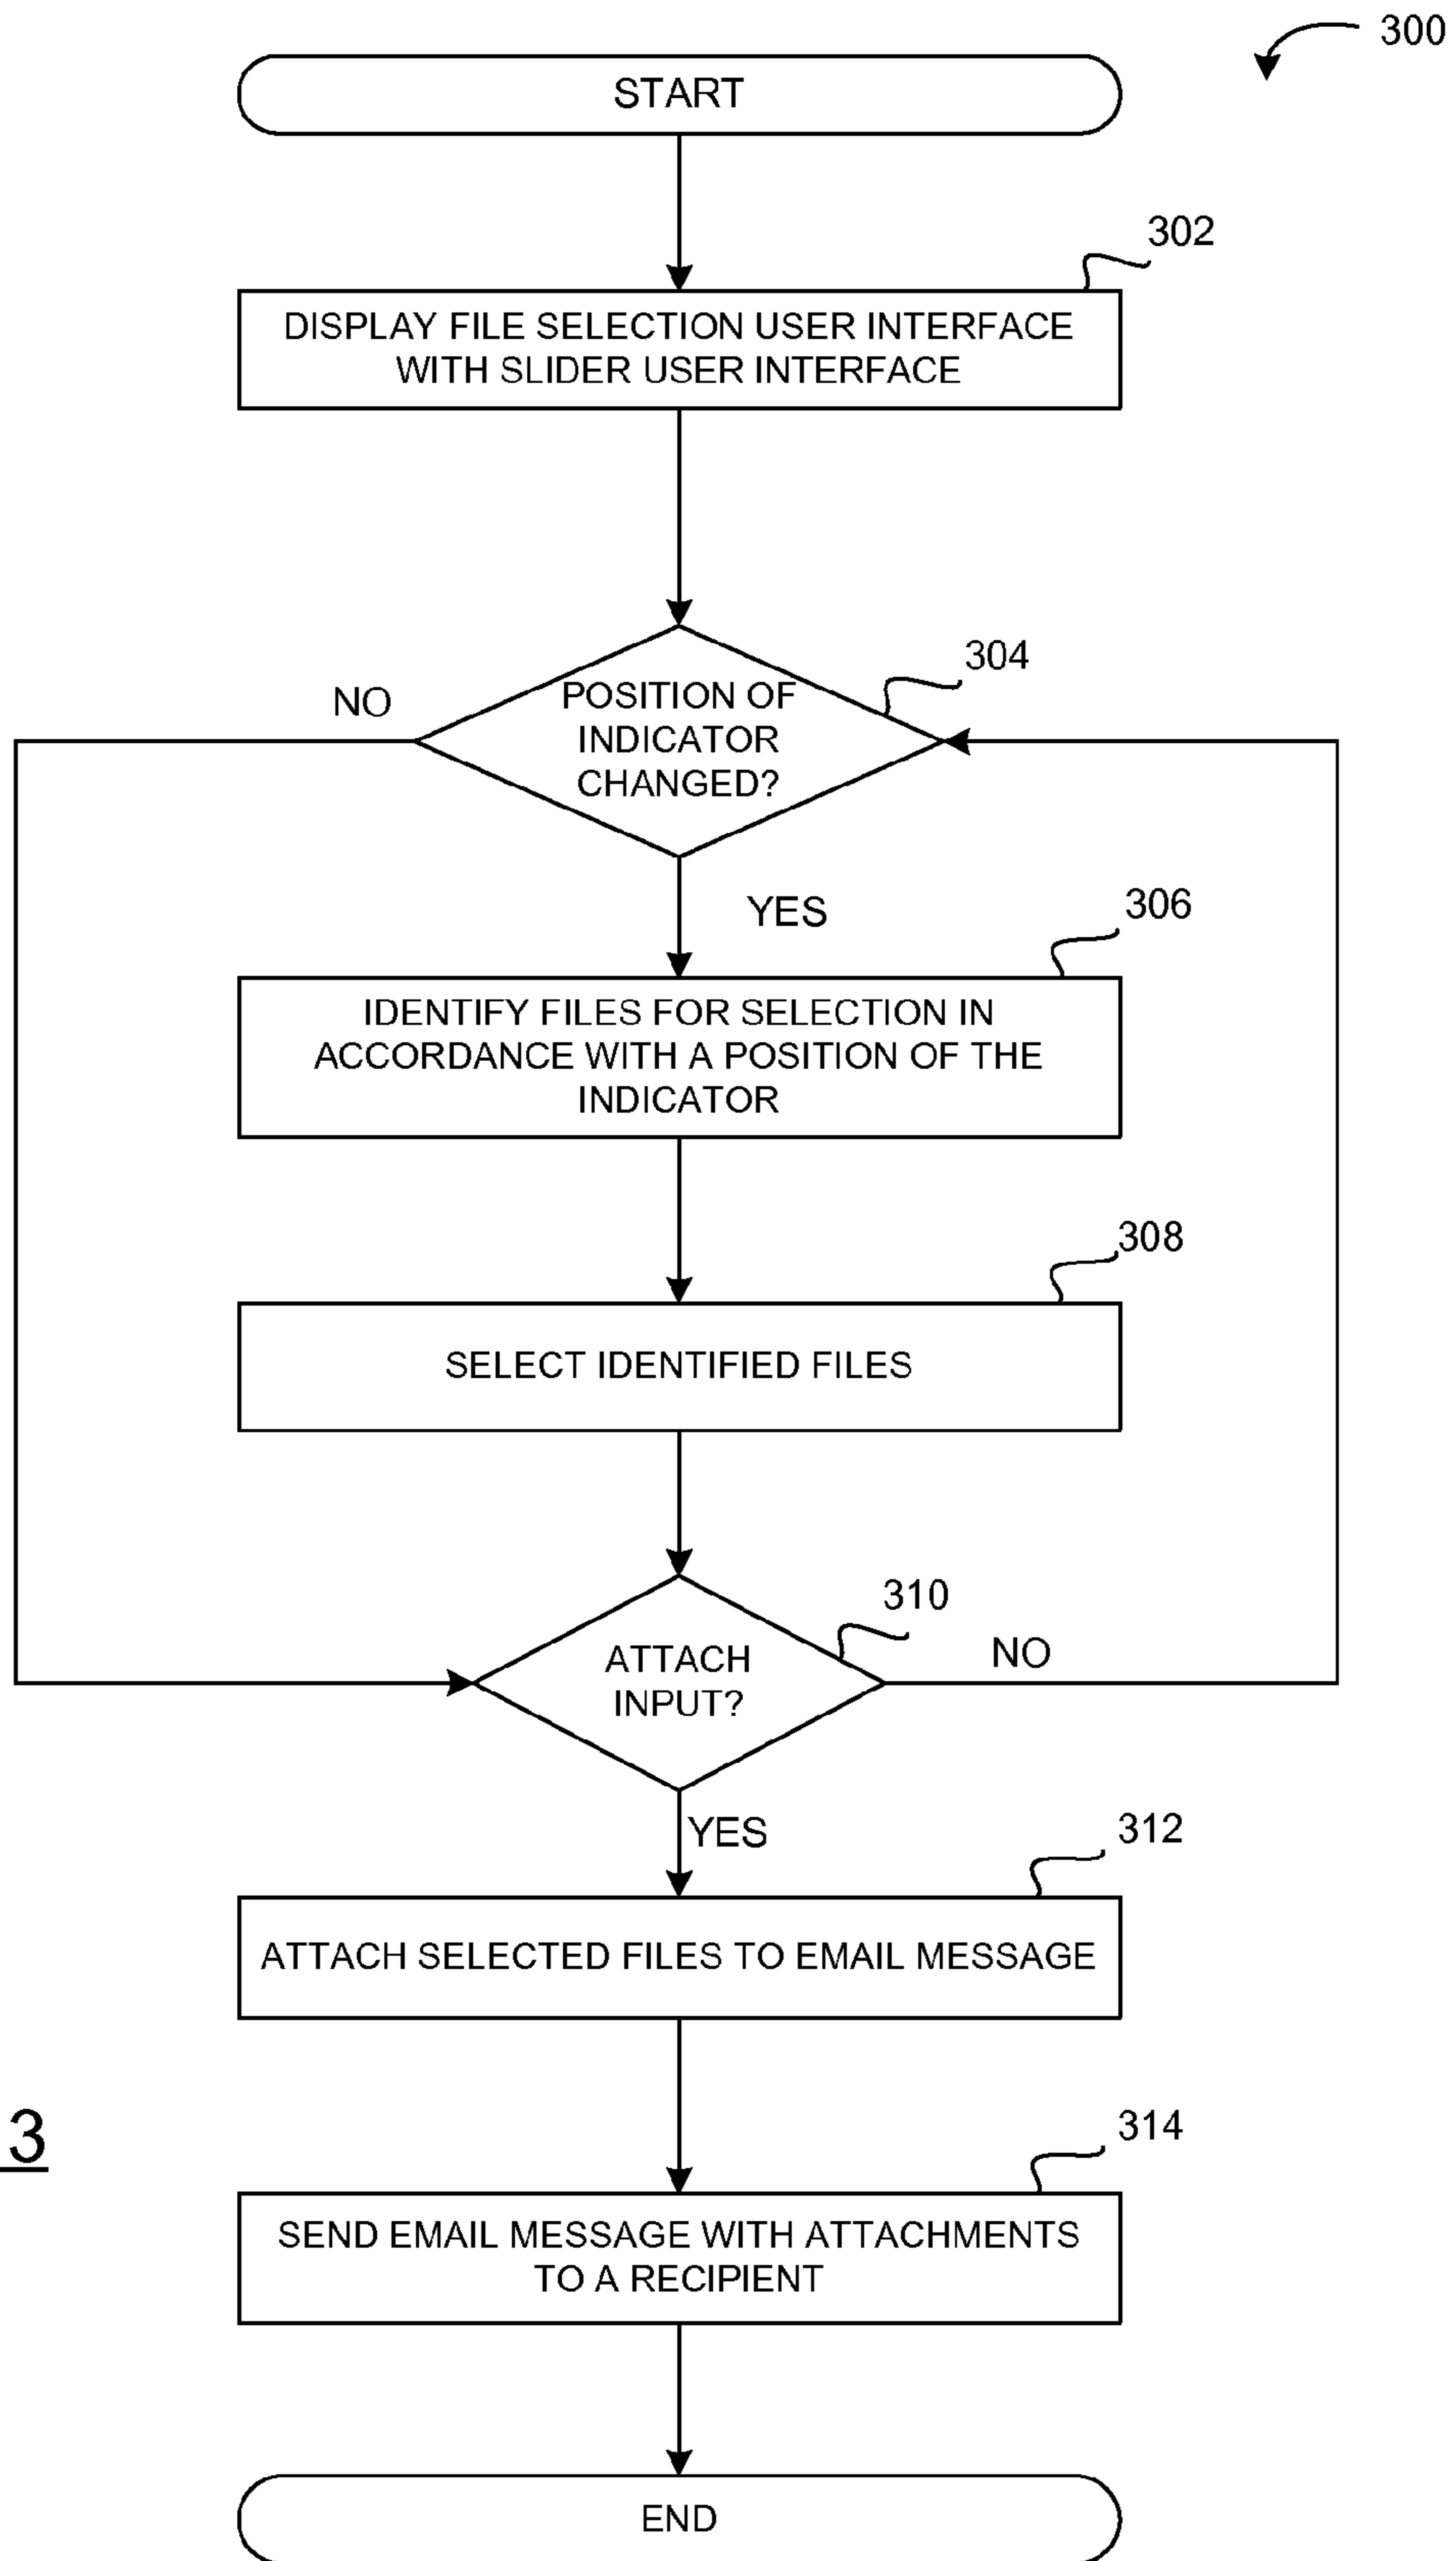 300
START
302
DISPLAY FILE SELECTION USER INTERFACE
WITH SLIDER USER INTERFACE
304
NO
POSITION OF
INDICATOR
CHANGED?
YES
306
IDENTIFY FILES FOR SELECTION IN
ACCORDANCE WITH A POSITION OF THE
INDICATOR
308
SELECT IDENTIFIED FILES
310
ATTACH
INPUT?
NO
YES
312
ATTACH SELECTED FILES TO EMAIL MESSAGE
3
314
SEND EMAIL MESSAGE WITH ATTACHMENTS
TO A RECIPIENT
END